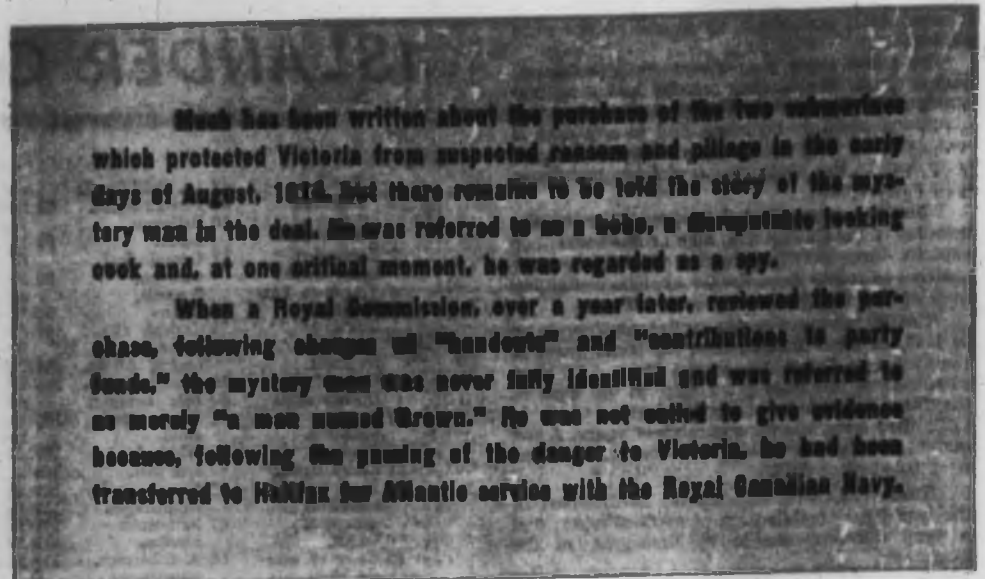 Much has been written about the purchase of the two submarines
which protected Victoria from suspected ransom and pillage in the early
days of August, 1914, but there remains to be told the story of the mys-
tery man in the deal. He was referred to as a hobo, a disreputable looking
cook and, at one critical moment, he was regarded as a spy.
When a Royal Commission, over a year later, reviewed the pur-
chase, following charges of "handouts" and "contributions to party
funds," the mystery man was never fully identified and was referred to
as merely "a man named Brown." He was not called to give evidence
because, following the passing of the danger to Victoria, he had been
transferred to Halifax for Atlantic service with the Royal Canadian Navy.